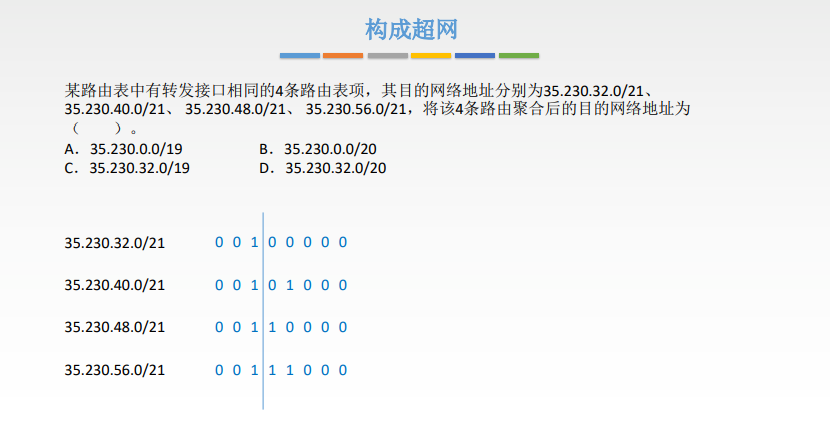 构成超网
某路由表中有转发接口相同的4条路由表项，其目的网络地址分别为35.230.32.0/21、
35.230.40.0/21、 35.230.48.0/21、 35.230.56.0/21，将该4条路由聚合后的目的网络地址为
（　　）。
A. 35.230.0.0/19 B. 35.230.0.0/20
C. 35.230.32.0/19 D. 35.230.32.0/20
35.230.32.0/21 0 0 1 0 0 0 0 0
35.230.40.0/21 0 0 1 0 1 0 0 0
35.230.48.0/21 0 0 1 1 0 0 0 0
35.230.56.0/21 0 0 1 1 1 0 0 0